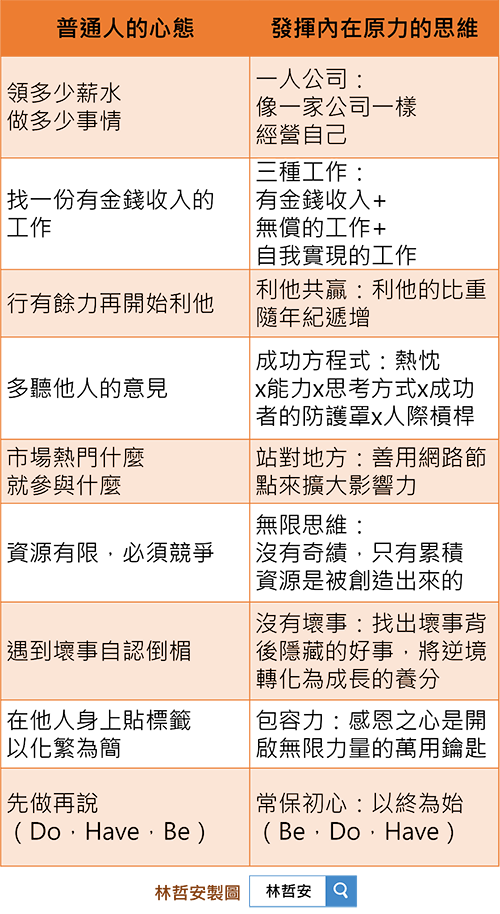 普通人的心態
發揮內在原力的思維
領多少薪水
做多少事情
一人公司：
像一家公司一樣
經營自己
找一份有金錢收入的
工作
三種工作：
有金錢收入+
無償的工作+
自我實現的工作
行有餘力再開始利他
利他共贏：利他的比重
隨年紀遞增
多聽他人的意見
成功方程式：熱忱
x能力x思考方式x成功
者的防護罩x人際槓桿
市場熱門什麼
就參與什麼
站對地方：善用網路節
點來擴大影響力
資源有限，必須競爭
無限思維：
沒有奇績，只有累積
資源是被創造出來的
遇到壞事自認倒楣
沒有壞事：找出壞事背
後隱藏的好事，將逆境
轉化為成長的養分
在他人身上貼標籤
以化繁為簡
包容力：感恩之心是開
啟無限力量的萬用鑰匙
先做再說
（Do，Have，Be）
常保初心：以終為始
（Be，Do，Have）
林哲安製圖
林哲安